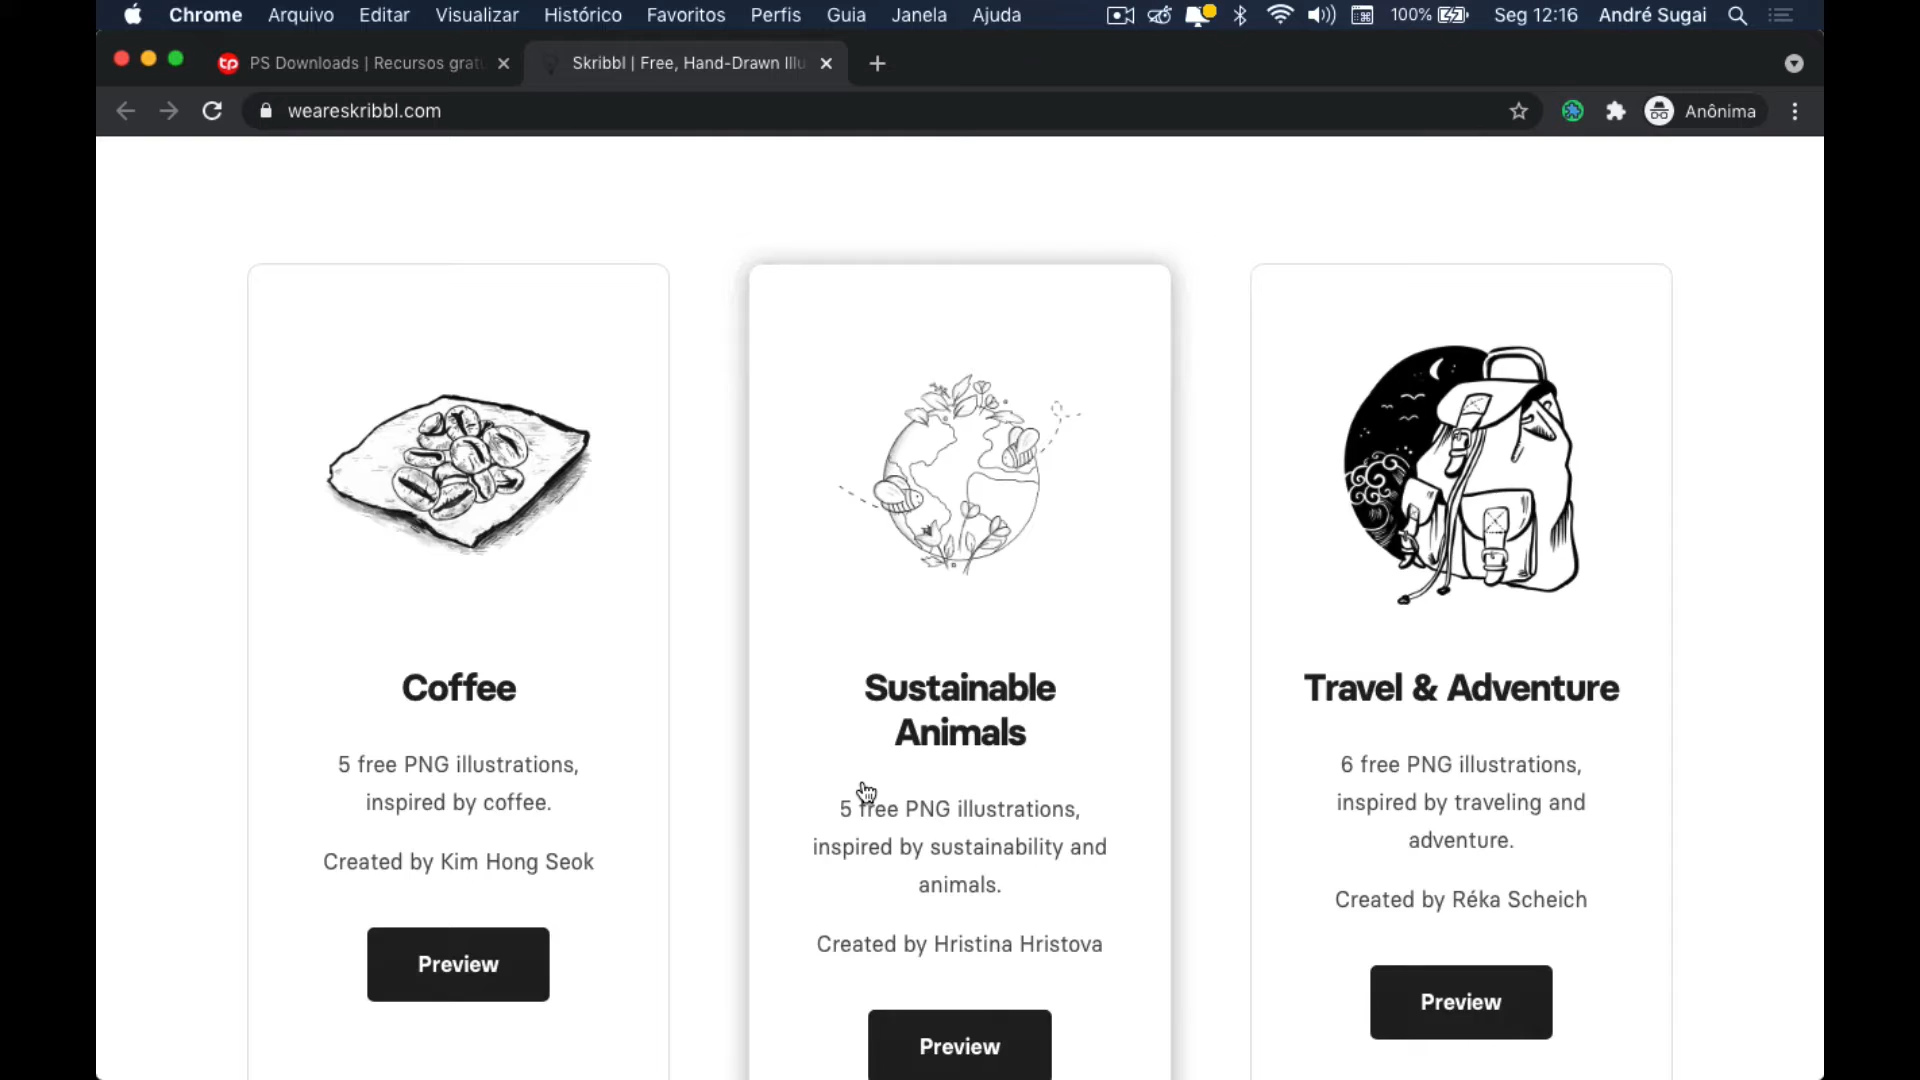 Chrome Arquivo Editar Visualizar Histórico Favoritos Perfis Guia Janela Ajuda 100% Seg 12:16 André Sugai
tp PS Downloads | Recursos grat Skribbl | Free, Hand-Drawn Illu
weareskribbl.com Anônima
Coffee
5 free PNG illustrations,
inspired by coffee.
Created by Kim Hong Seok
Preview
Sustainable
Animals
5 free PNG illustrations,
inspired by sustainability and
animals.
Created by Hristina Hristova
Preview
Travel & Adventure
6 free PNG illustrations,
inspired by traveling and
adventure.
Created by Réka Scheich
Preview